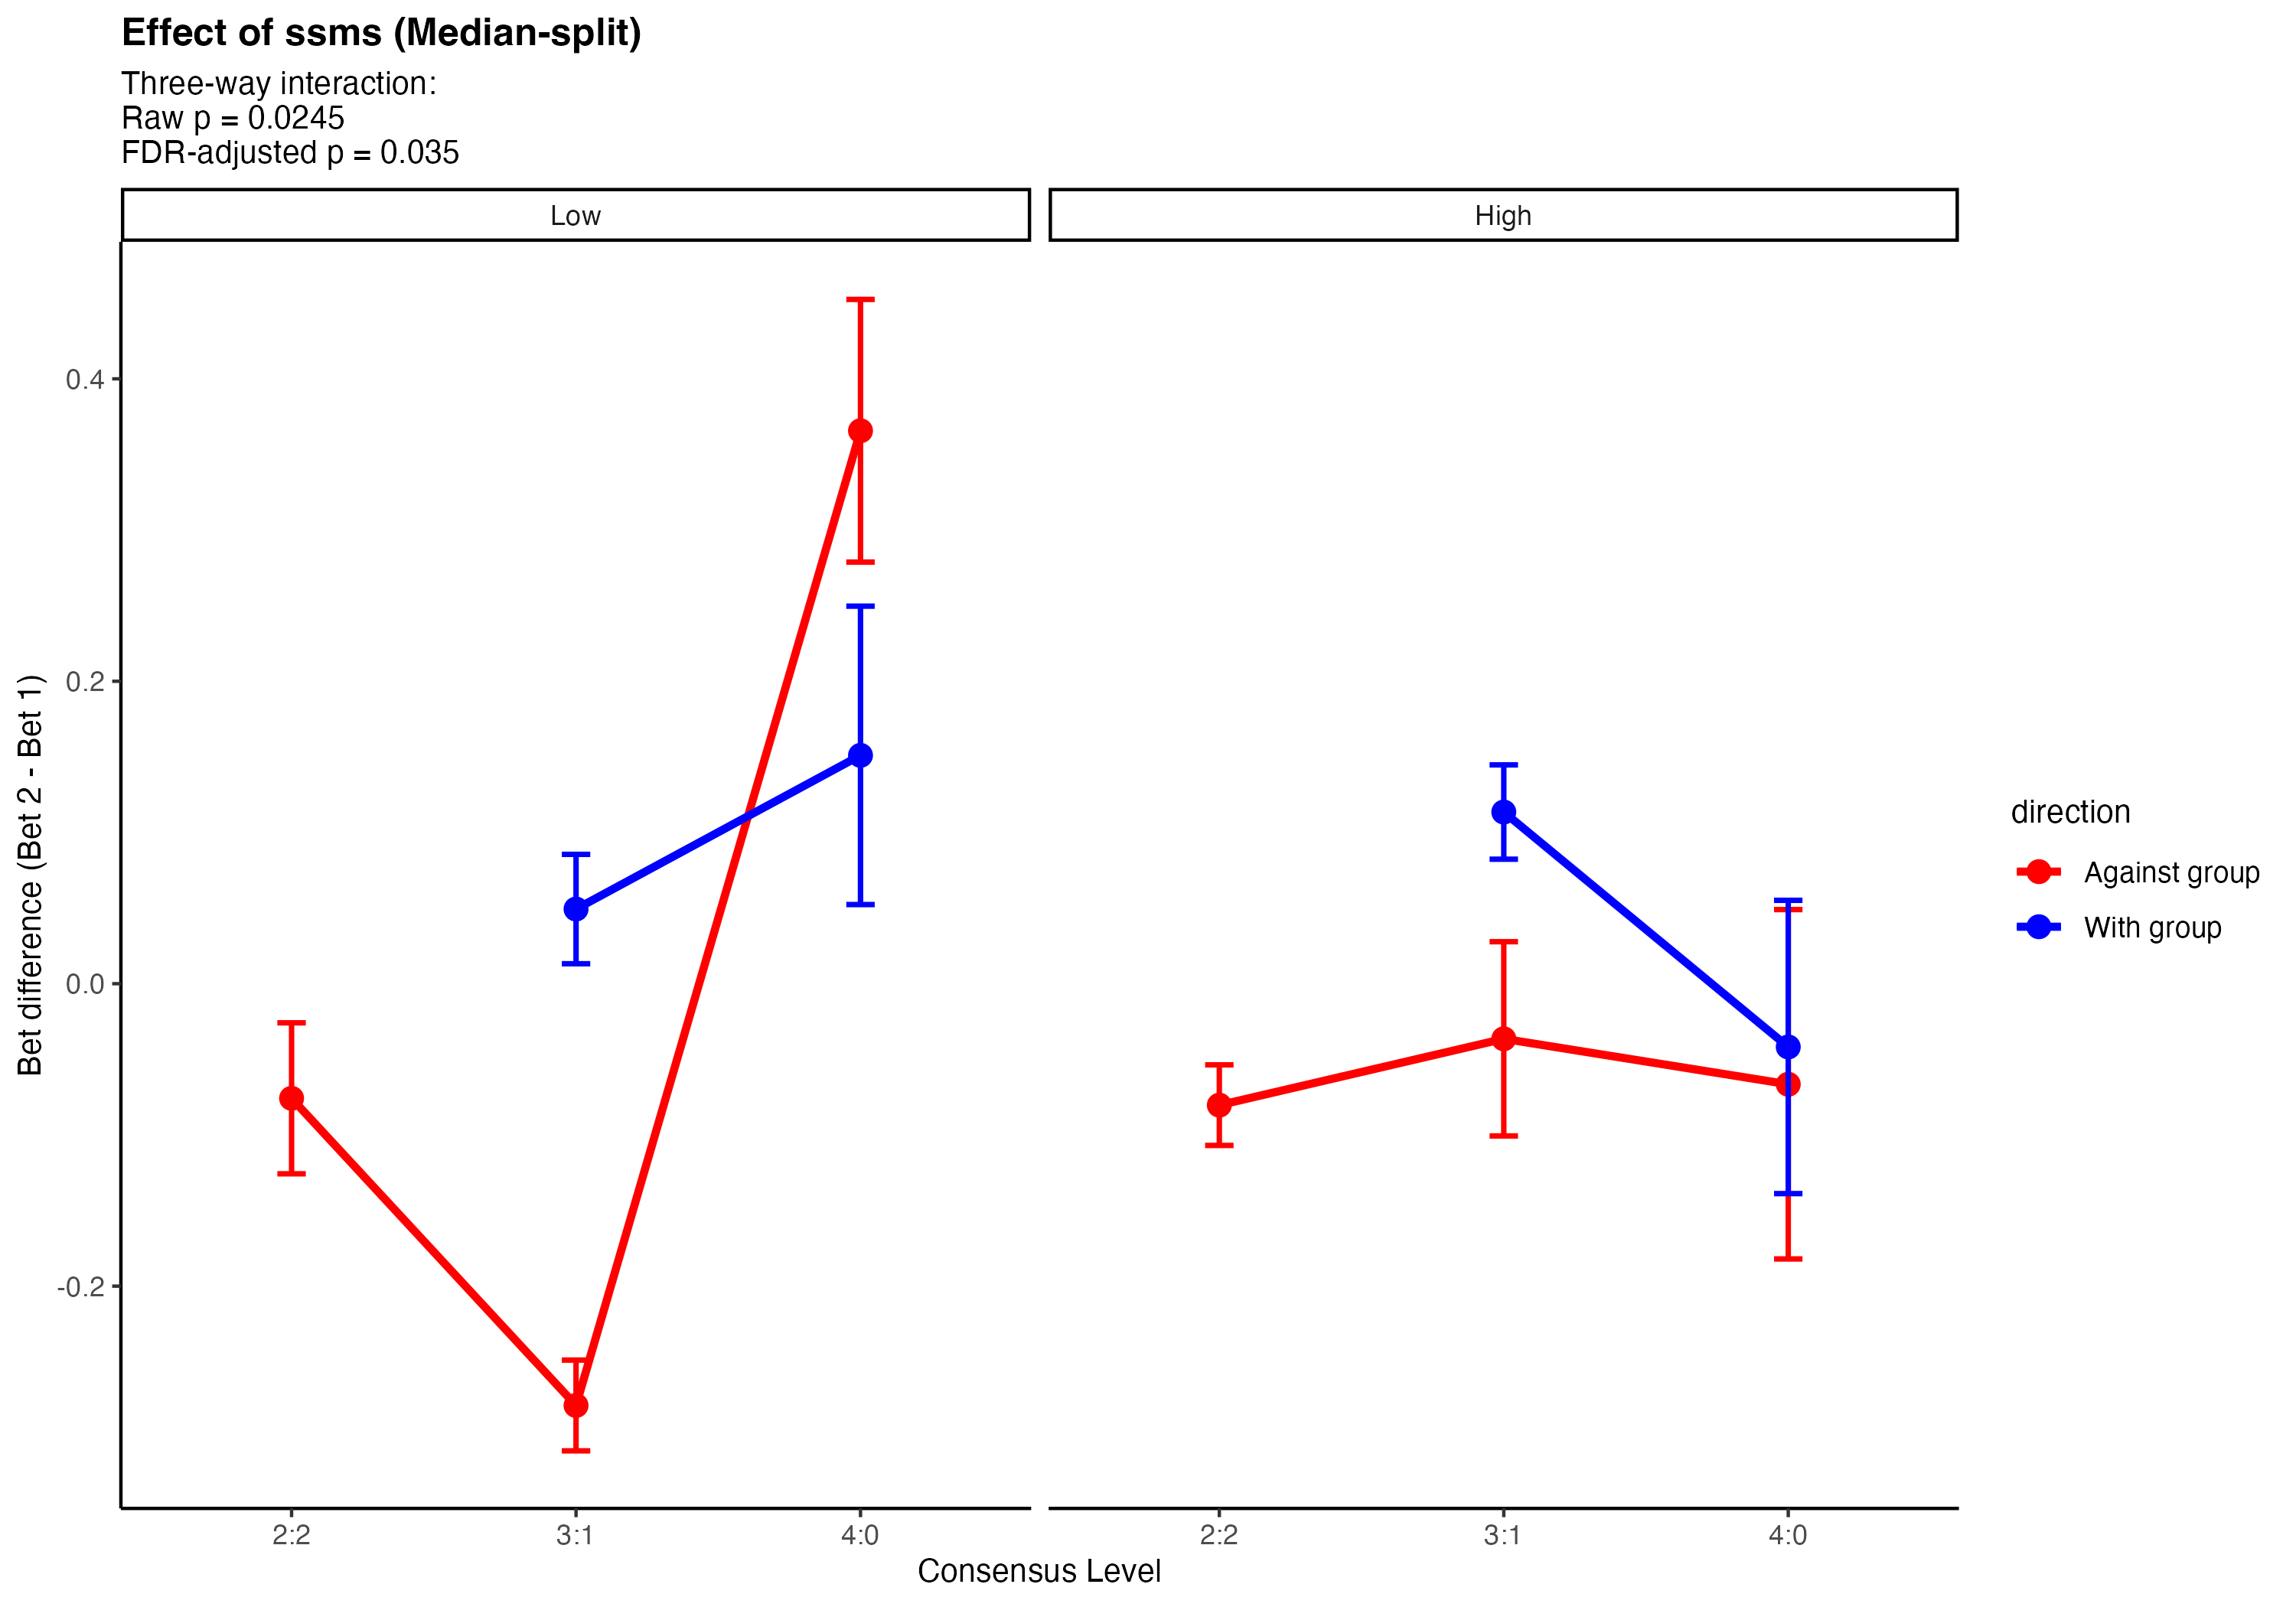 Effect of ssms (Median-split)
Three-way interaction:
Raw p = 0.0245
FDR-adjusted p = 0.035
Low
High
Bet difference (Bet 2 - Bet 1)
0.4
0.2
0.0
-0.2
2:2
3:1
4:0
2:2
3:1
4:0
Consensus Level
direction
Against group
With group